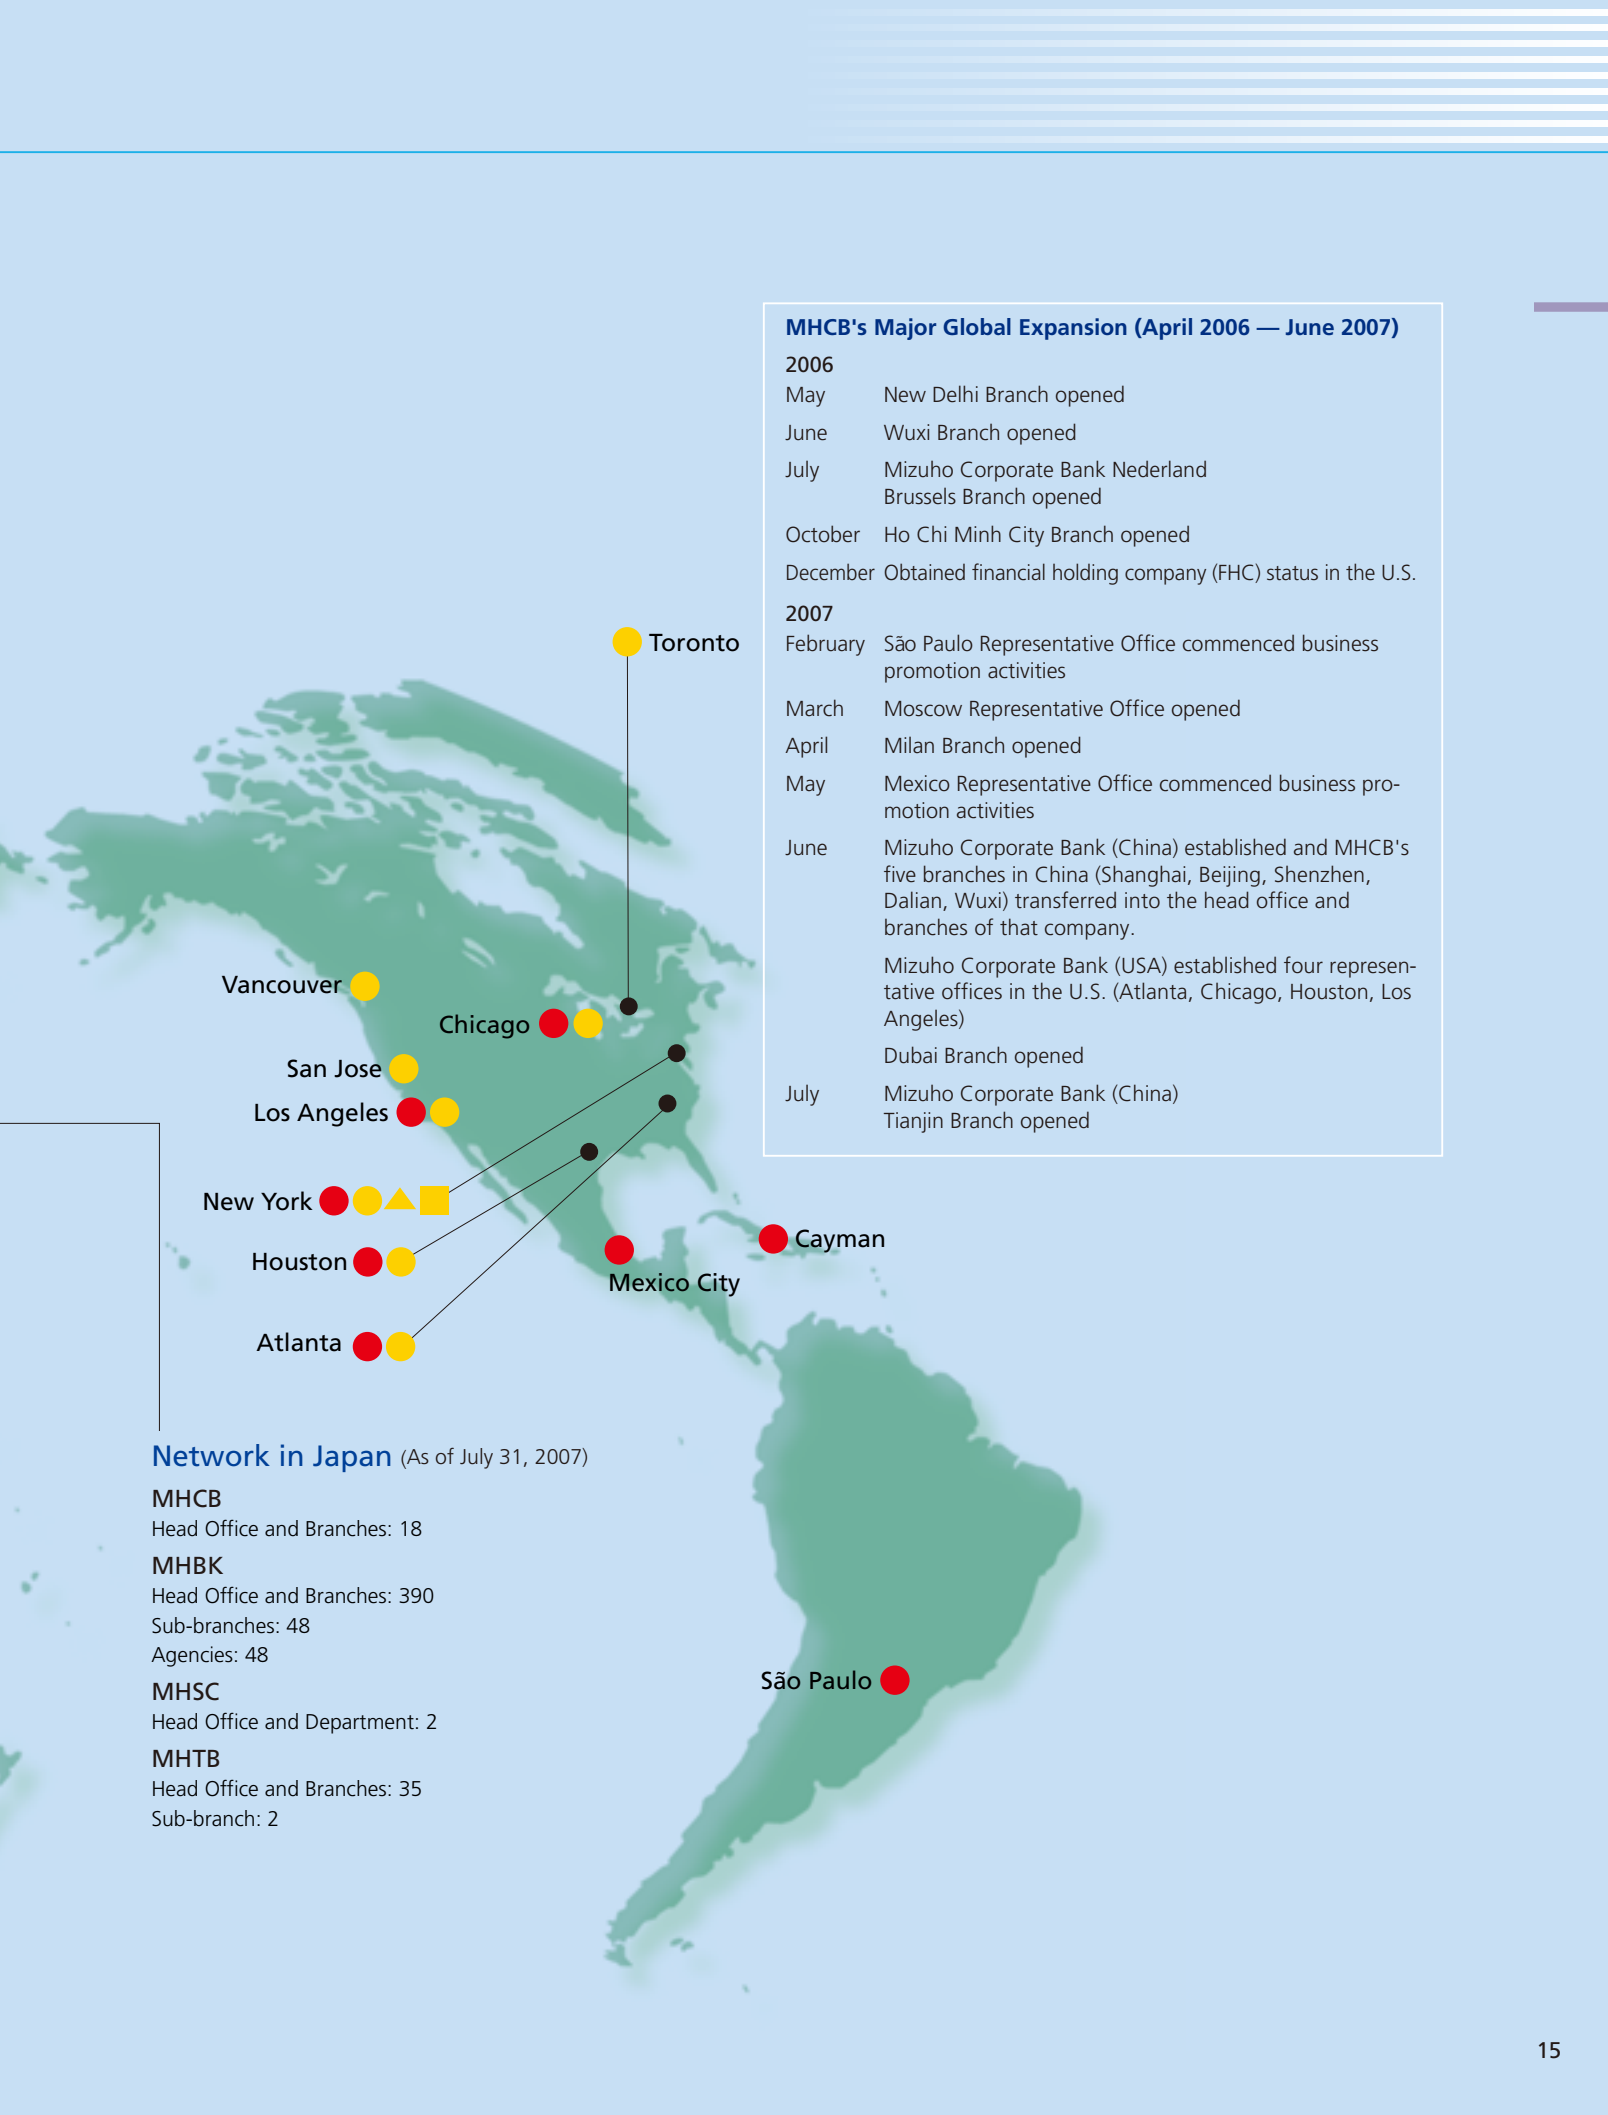 MHCB's Major Global Expansion (April 2006 — June 2007)
2006
May New Delhi Branch opened
June Wuxi Branch opened
July Mizuho Corporate Bank Nederland
Brussels Branch opened
October Ho Chi Minh City Branch opened
December Obtained financial holding company (FHC) status in the U.S.
2007
February São Paulo Representative Office commenced business
promotion activities
March Moscow Representative Office opened
April Milan Branch opened
May Mexico Representative Office commenced business pro-
motion activities
June Mizuho Corporate Bank (China) established and MHCB's
five branches in China (Shanghai, Beijing, Shenzhen,
Dalian, Wuxi) transferred into the head office and
branches of that company.
Mizuho Corporate Bank (USA) established four represen-
tative offices in the U.S. (Atlanta, Chicago, Houston, Los
Angeles)
Dubai Branch opened
July Mizuho Corporate Bank (China)
Tianjin Branch opened
Toronto
Vancouver
Chicago
San Jose
Los Angeles
New York
Houston
Atlanta
Cayman
Mexico City
São Paulo
Network in Japan (As of July 31, 2007)
MHCB
Head Office and Branches: 18
MHBK
Head Office and Branches: 390
Sub-branches: 48
Agencies: 48
MHSC
Head Office and Department: 2
MHTB
Head Office and Branches: 35
Sub-branch: 2
15